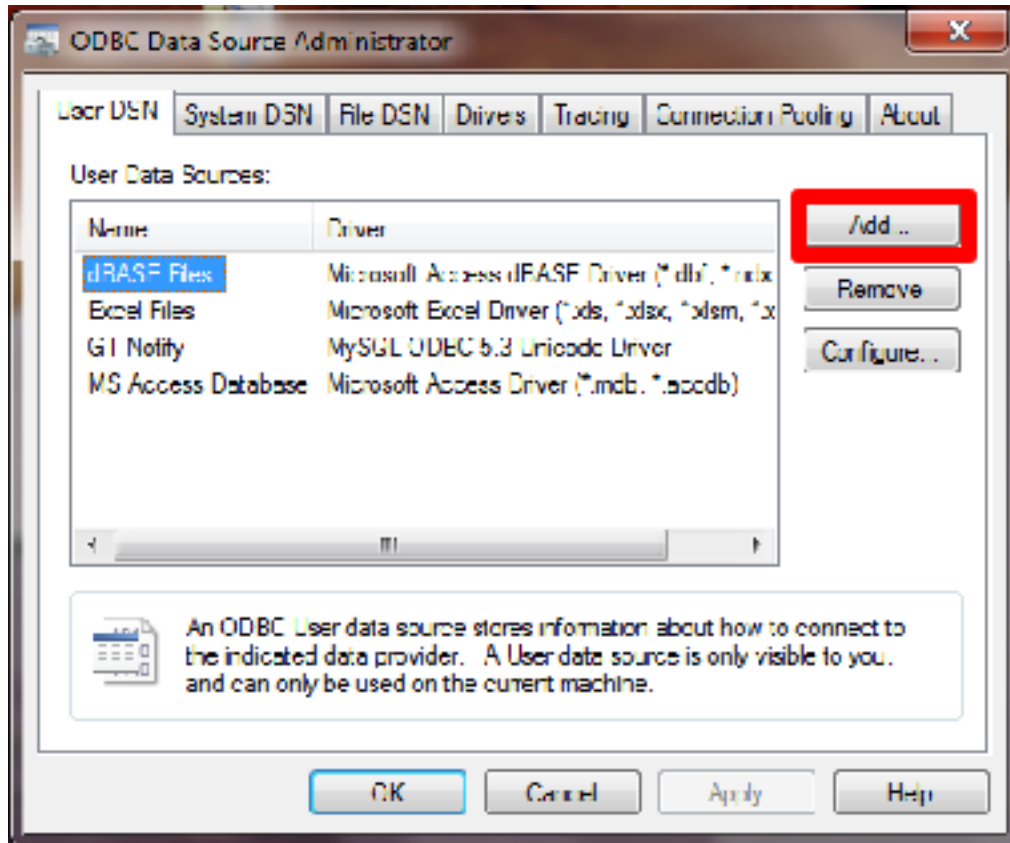 ODBC Data Source Administrator
User DSN System DSN File DSN Drivers Tracing Connection Pooling About
User Data Sources:
Name Driver
Add...
dBASE Files Microsoft Access dBASE Driver (*.dbf, *.ndx
Remove
Excel Files Microsoft Excel Driver (*.xls, *.xlsx, *.xlsm, *.x
GT Notify MySQL ODBC 5.3 Unicode Driver
Configure...
MS Access Database Microsoft Access Driver (*.mdb, *.accdb)
An ODBC User data source stores information about how to connect to
the indicated data provider. A User data source is only visible to you,
and can only be used on the current machine.
OK Cancel Apply Help